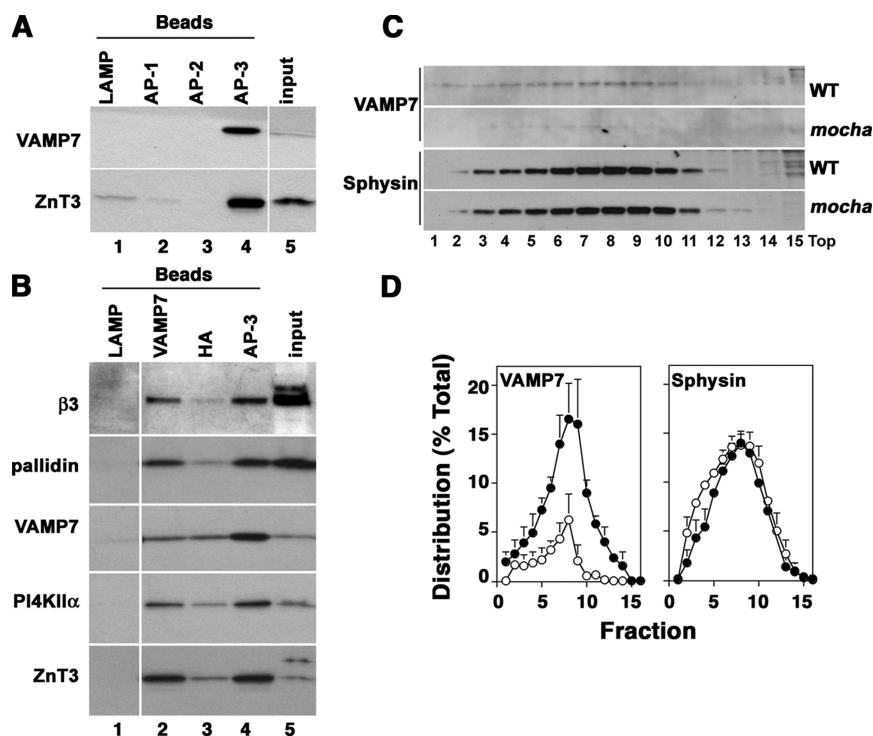 A
Beads
LAMP
AP-1
AP-2
AP-3
input
VAMP7
ZnT3
1 2 3 4 5
B
Beads
LAMP
VAMP7
HA
AP-3
input
β3
pallidin
VAMP7
PI4KIIα
ZnT3
1 2 3 4 5
C
VAMP7
WT
mocha
Sphysin
WT
mocha
1 2 3 4 5 6 7 8 9 10 11 12 13 14 15 Top
D
Distribution (% Total)
VAMP7
Sphysin
20
15
10
5
0
0 5 10 15
0 5 10 15
Fraction